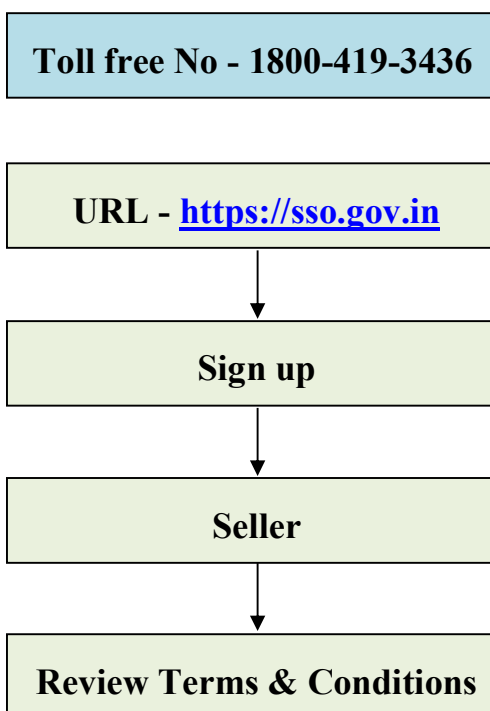 Toll free No - 1800-419-3436
URL - https://sso.gov.in
Sign up
Seller
Review Terms & Conditions